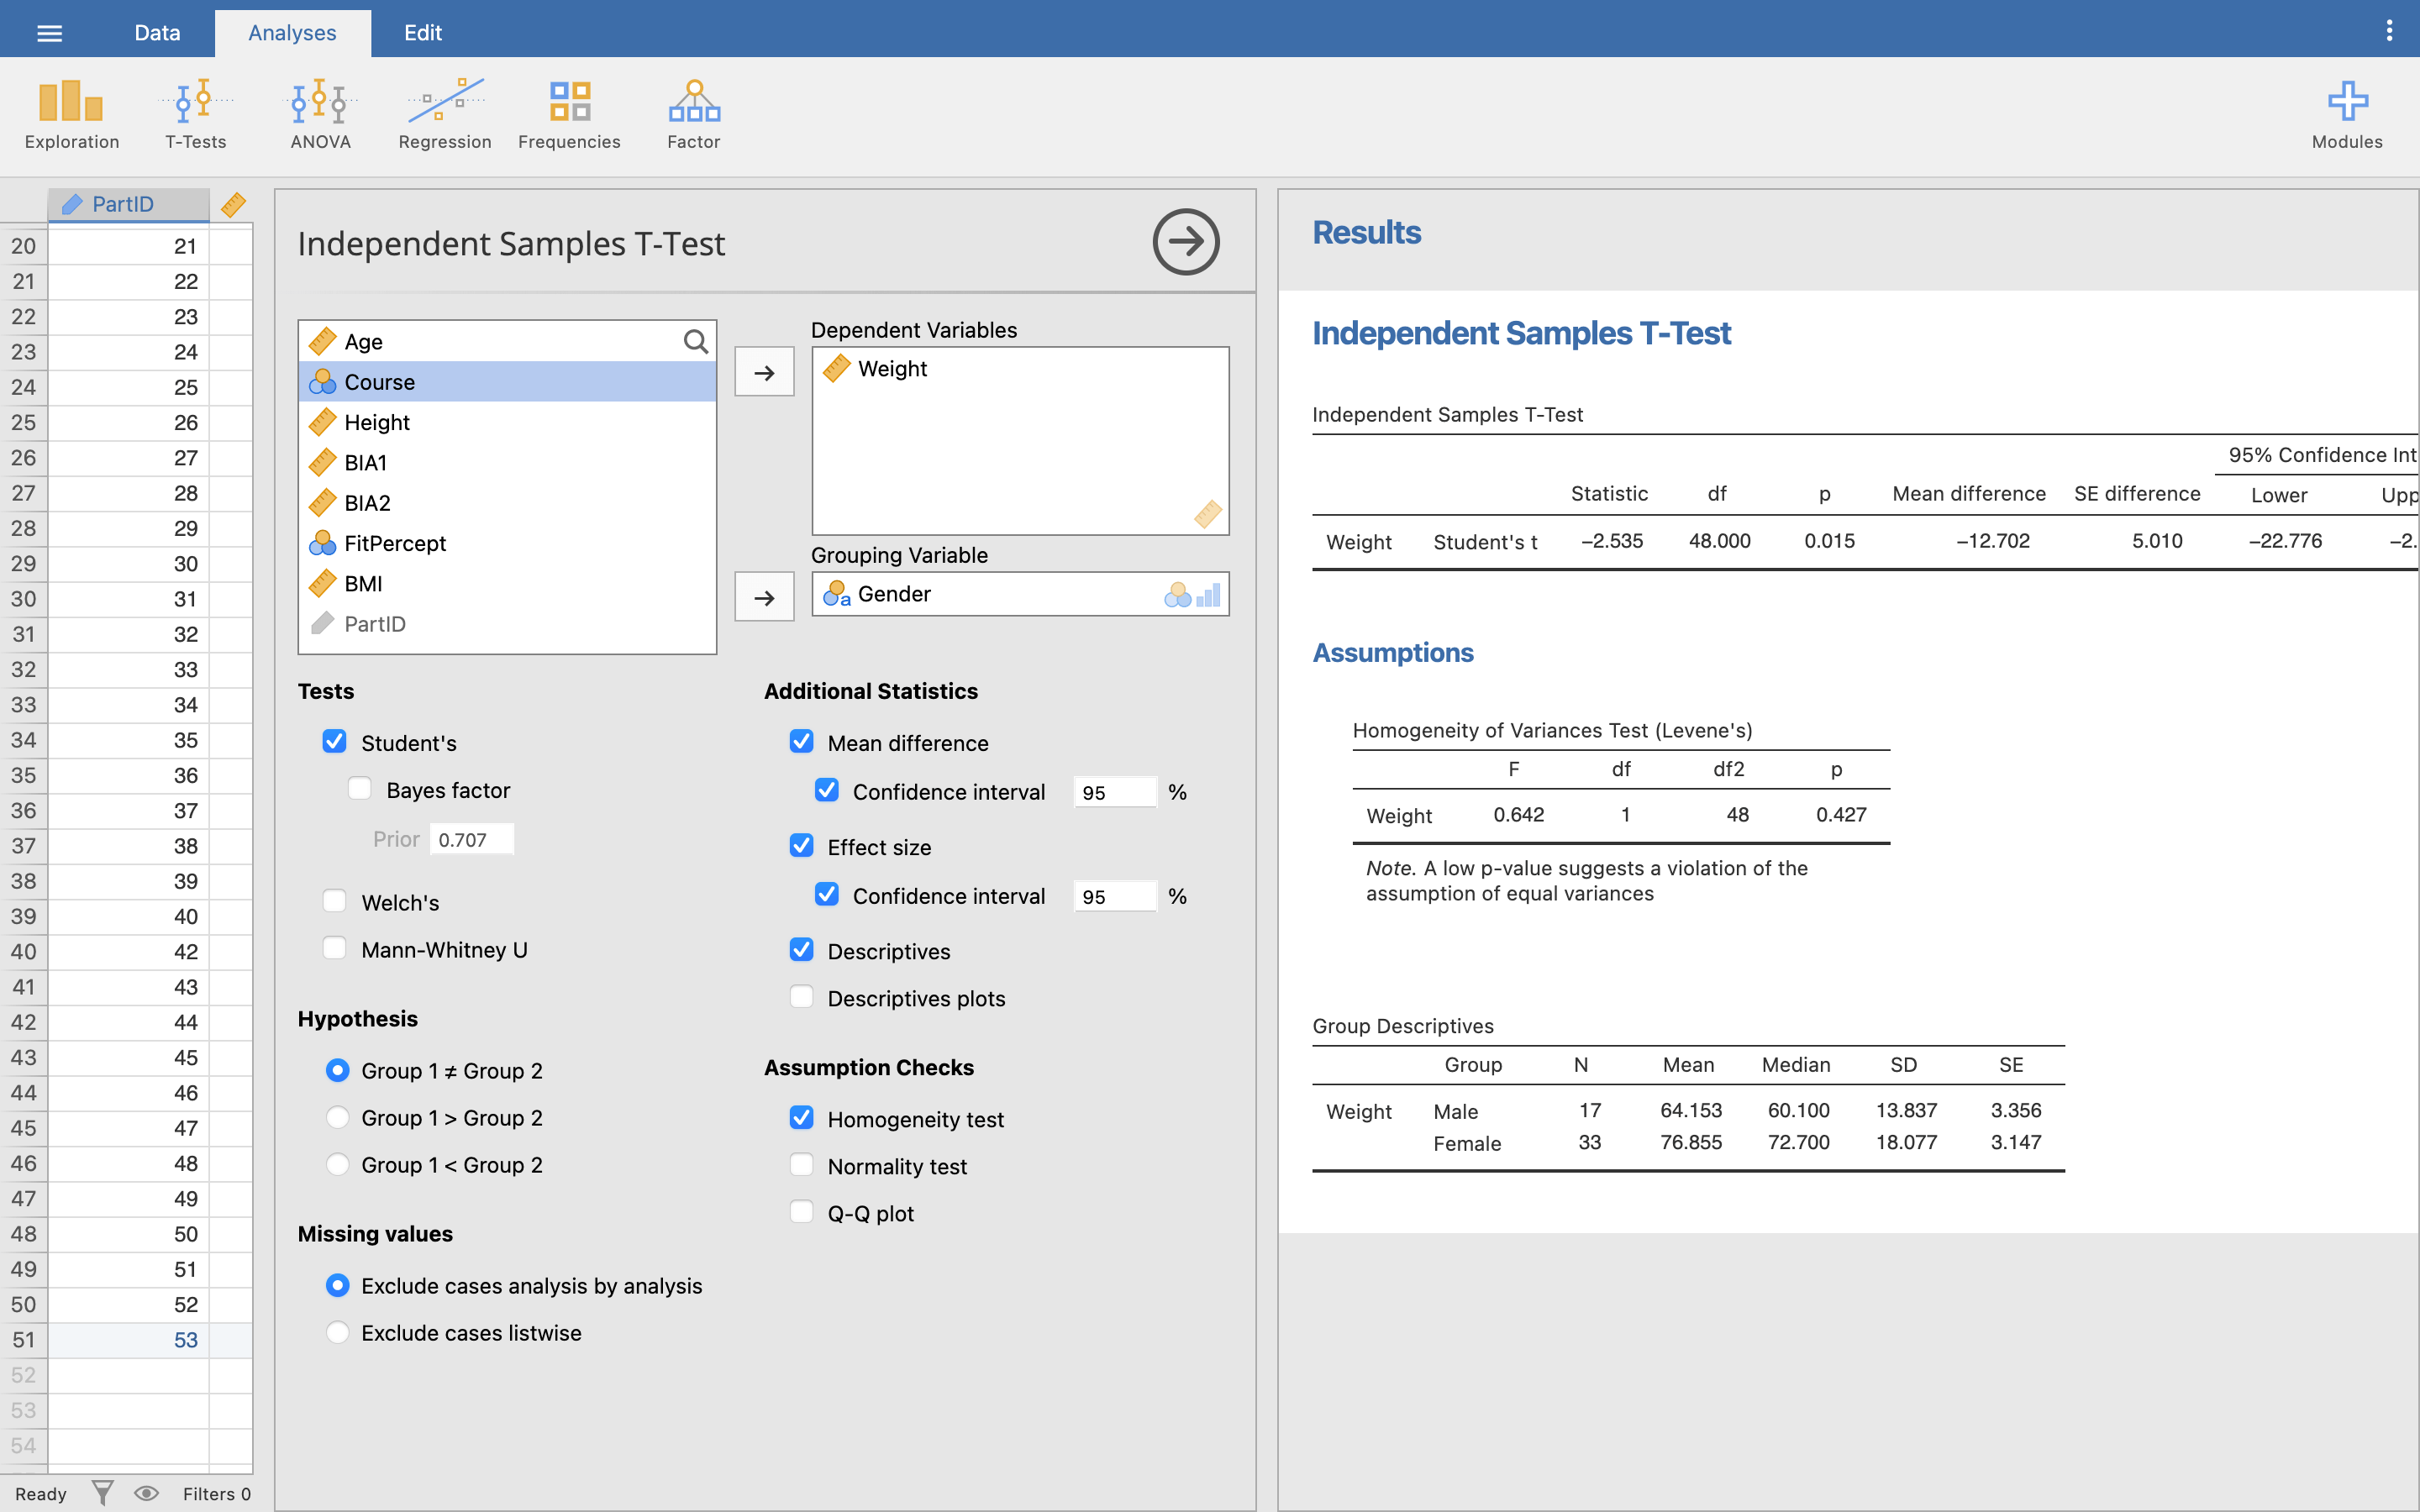 Data Analyses Edit
Exploration T-Tests ANOVA Regression Frequencies Factor Modules
PartID
20 21
21 22
22 23
23 24
24 25
25 26
26 27
27 28
28 29
29 30
30 31
31 32
32 33
33 34
34 35
35 36
36 37
37 38
38 39
39 40
40 42
41 43
42 44
43 45
44 46
45 47
46 48
47 49
48 50
49 51
50 52
51 53
52
53
54
Ready Filters 0
Independent Samples T-Test
Age
Course
Height
BIA1
BIA2
FitPercept
BMI
PartID
Dependent Variables
Weight
Grouping Variable
a Gender
Tests
Student's
Bayes factor
Prior 0.707
Welch's
Mann-Whitney U
Hypothesis
Group 1 ≠ Group 2
Group 1 > Group 2
Group 1 < Group 2
Missing values
Exclude cases analysis by analysis
Exclude cases listwise
Additional Statistics
Mean difference
Confidence interval 95 %
Effect size
Confidence interval 95 %
Descriptives
Descriptives plots
Assumption Checks
Homogeneity test
Normality test
Q-Q plot
Results
Independent Samples T-Test
Independent Samples T-Test
95% Confidence Int
Statistic df p Mean difference SE difference Lower Upp
Weight Student's t −2.535 48.000 0.015 −12.702 5.010 −22.776 −2.
Assumptions
Homogeneity of Variances Test (Levene's)
F df df2 p
Weight 0.642 1 48 0.427
Note. A low p-value suggests a violation of the
assumption of equal variances
Group Descriptives
Group N Mean Median SD SE
Weight Male 17 64.153 60.100 13.837 3.356
Female 33 76.855 72.700 18.077 3.147